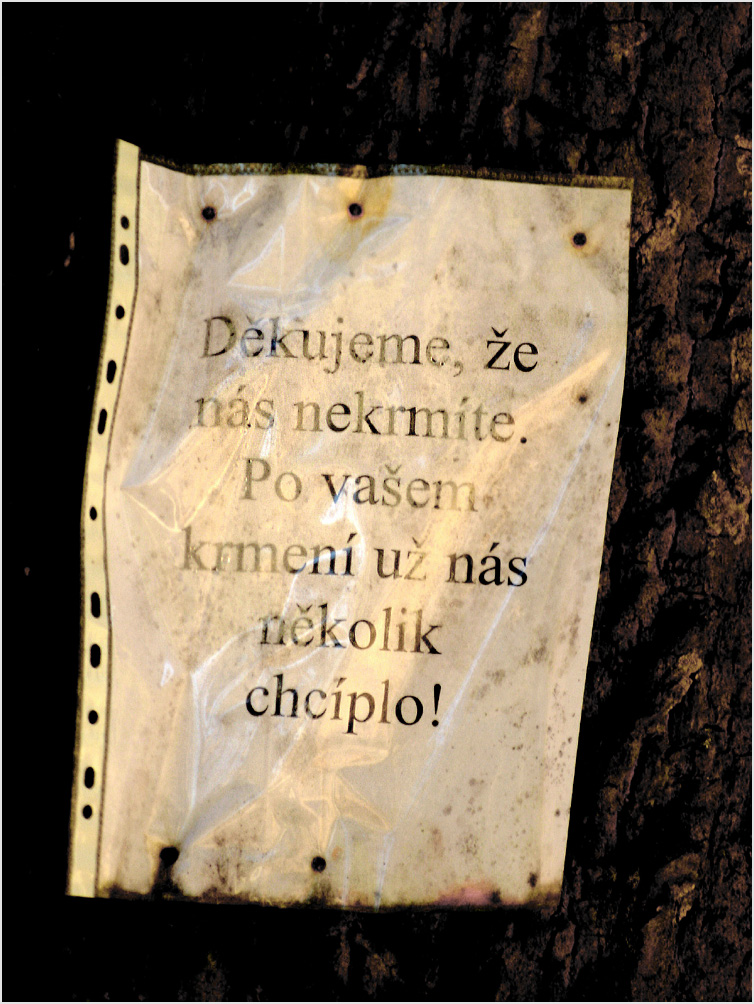 Děkujeme, že
nás nekrmíte.
Po vašem
krmení už nás
několik
chcíplo!